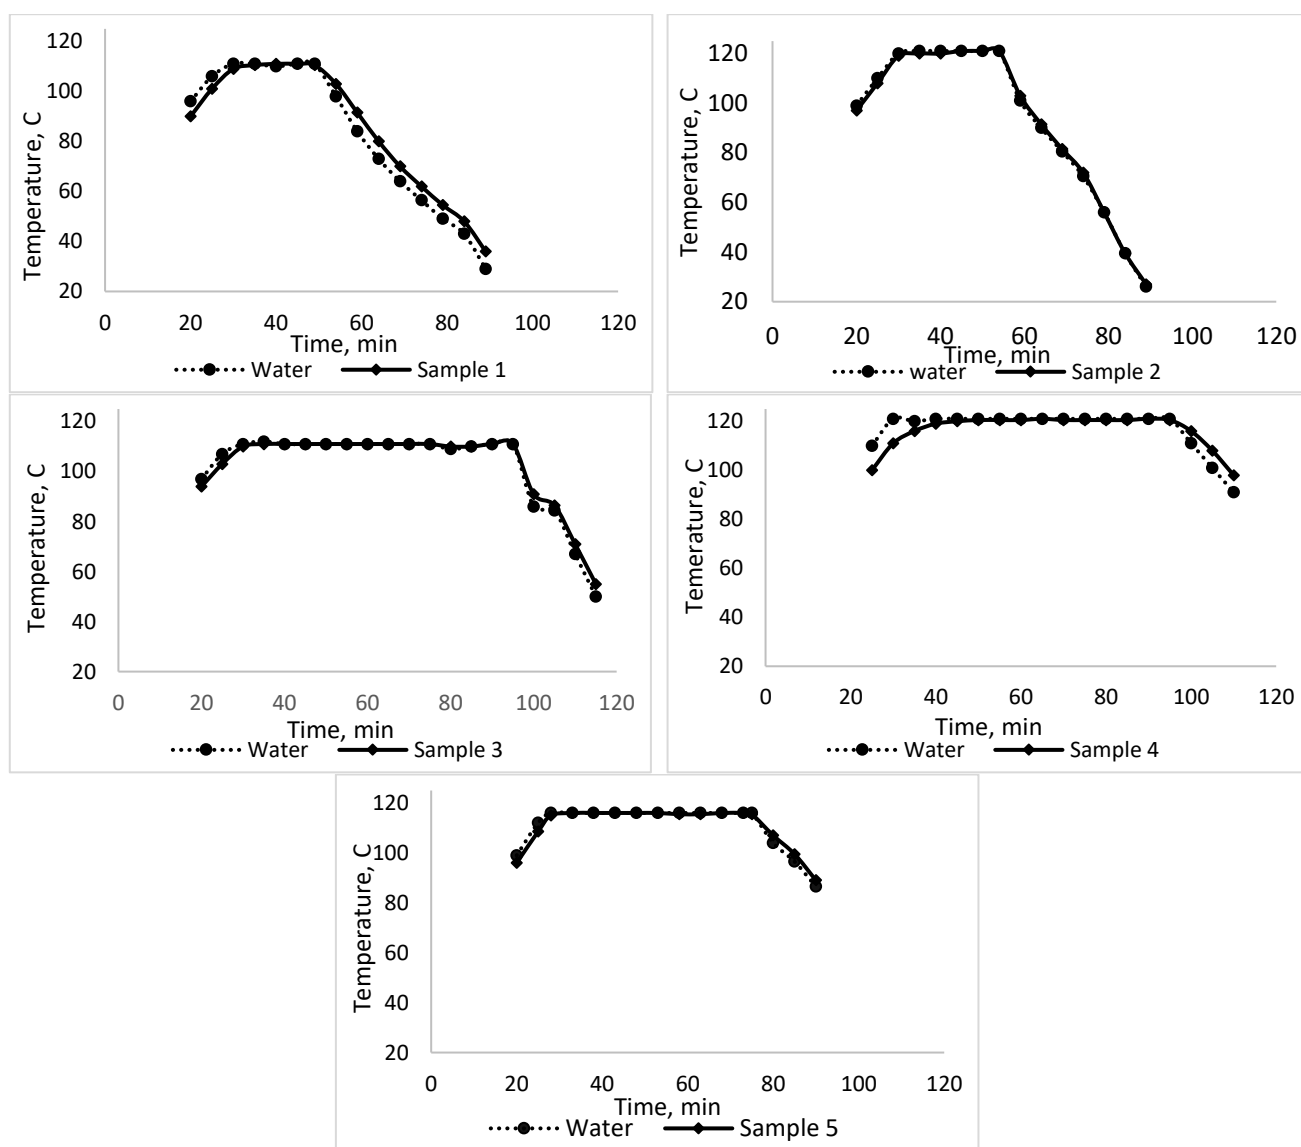 120
100
80
60
40
20
Temperature, C
0 20 40 60 80 100 120
Time, min
Water Sample 1
120
100
80
60
40
20
Temperature, C
0 20 40 60 80 100 120
Time, min
water Sample 2
120
100
80
60
40
20
Temperature, C
0 20 40 60 80 100 120
Time, min
Water Sample 3
120
100
80
60
40
20
Temerature, C
0 20 40 60 80 100 120
Time, min
Water Sample 4
120
100
80
60
40
20
Temperature, C
0 20 40 60 80 100 120
Time, min
Water Sample 5